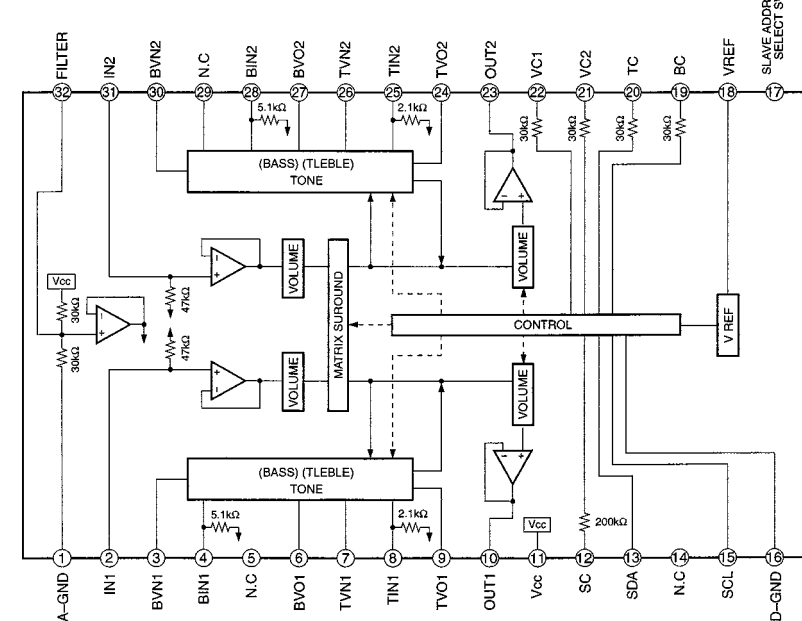 FILTER
IN2
BVN2
N.C
BIN2
BVO2
TVN2
TIN2
TVO2
OUT2
VC1
VC2
TC
BC
VREF
SLAVE ADDR
SELECT SW
32
31
30
29
28
27
26
25
24
23
22
21
20
19
18
17
5.1kΩ
2.1kΩ
30kΩ
30kΩ
30kΩ
30kΩ
(BASS) (TLEBLE)
TONE
VOLUME
VOLUME
Vcc
30kΩ
30kΩ
47kΩ
47kΩ
MATRIX SUROUND
CONTROL
V REF
VOLUME
VOLUME
(BASS) (TLEBLE)
TONE
5.1kΩ
2.1kΩ
Vcc
200kΩ
1
2
3
4
5
6
7
8
9
10
11
12
13
14
15
16
A-GND
IN1
BVN1
BIN1
N.C
BVO1
TVN1
TIN1
TVO1
OUT1
Vcc
SC
SDA
N.C
SCL
D-GND